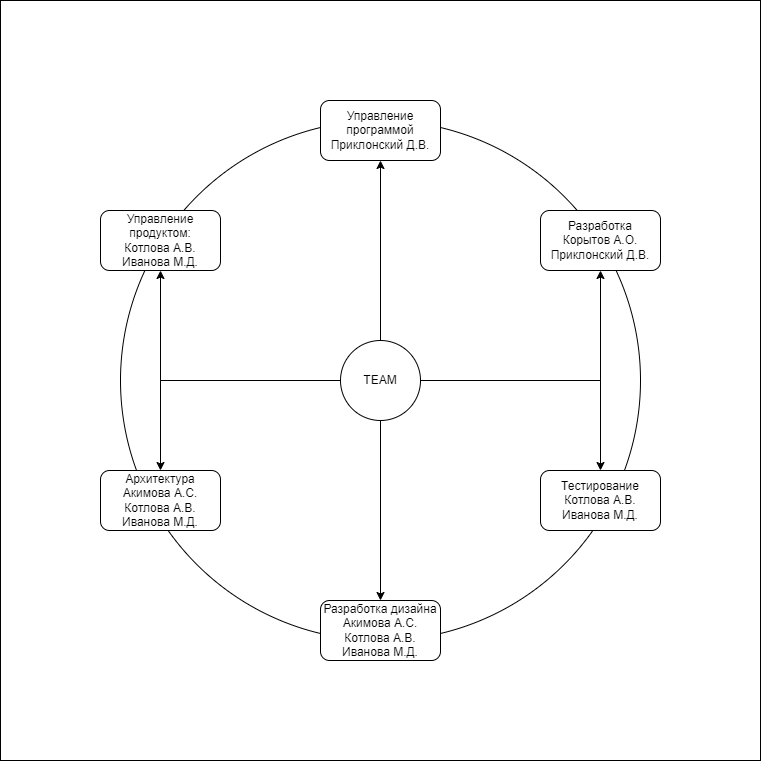 Управление
программой
Приклонский Д.В.
Управление
продуктом:
Котлова А.В.
Иванова М.Д.
Разработка
Корытов А.О.
Приклонский Д.В.
TEAM
Архитектура
Акимова А.С.
Котлова А.В.
Иванова М.Д.
Тестирование
Котлова А.В.
Иванова М.Д.
Разработка дизайна
Акимова А.С.
Котлова А.В.
Иванова М.Д.